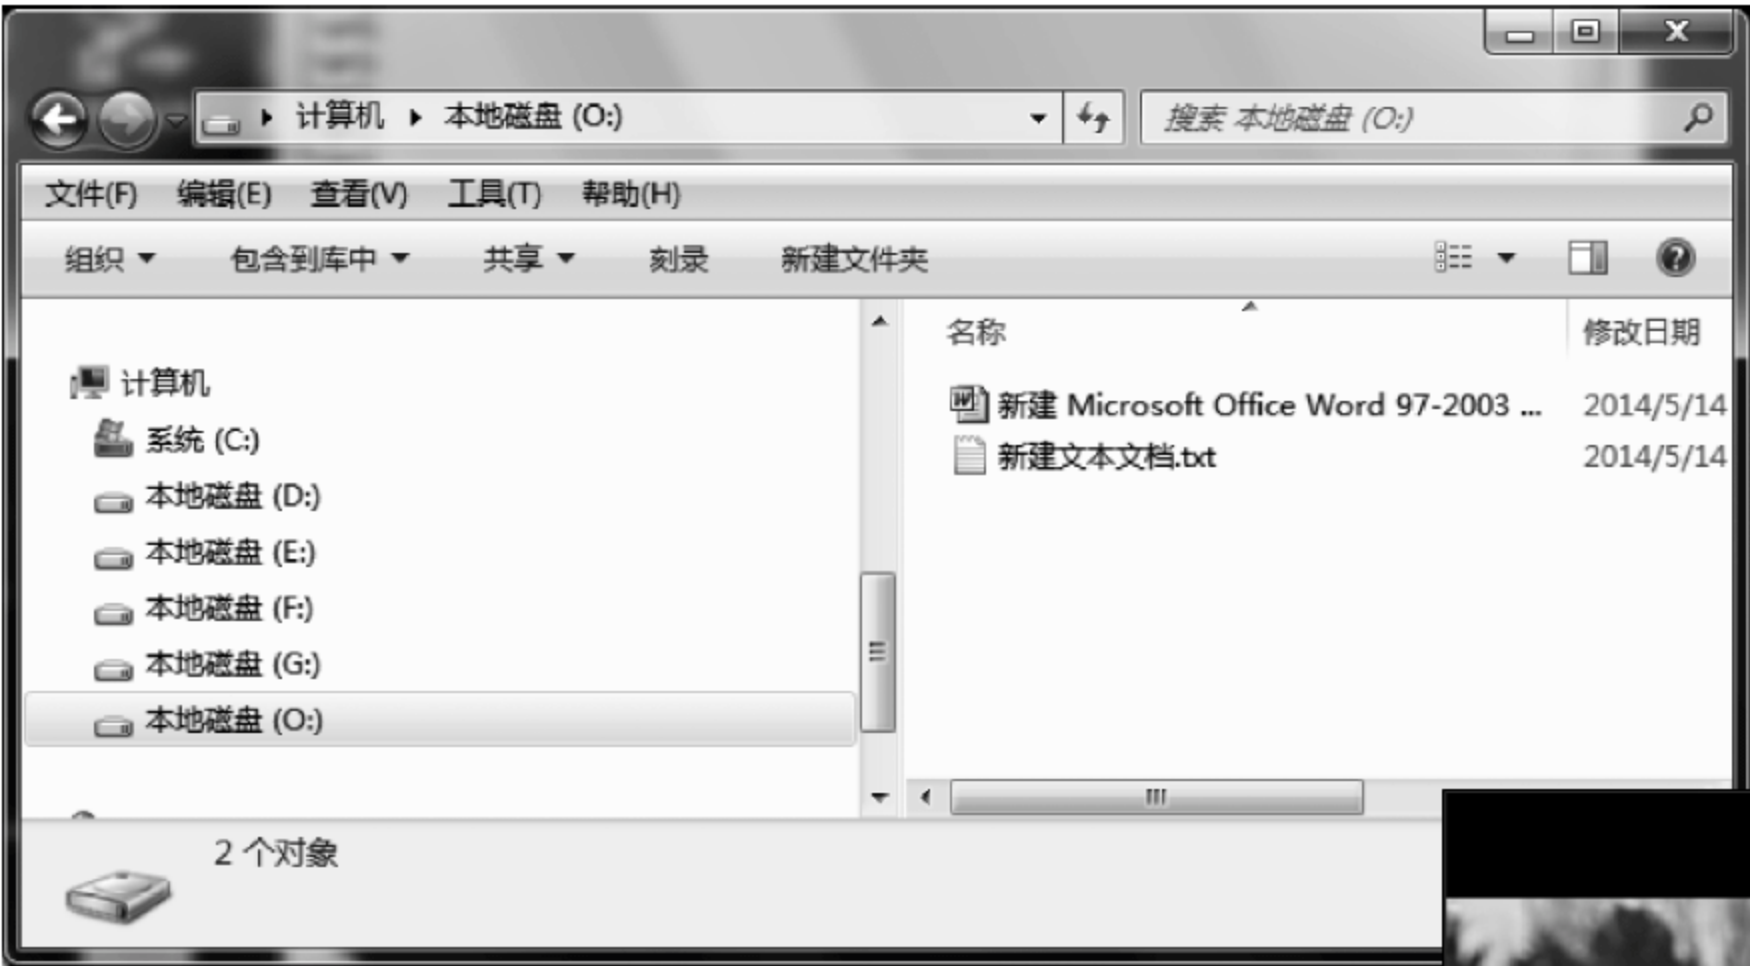 计算机 本地磁盘 (O:) 搜索 本地磁盘 (O:)
文件(F) 编辑(E) 查看(V) 工具(T) 帮助(H)
组织 包含到库中 共享 刻录 新建文件夹
名称 修改日期
计算机
系统 (C:)
本地磁盘 (D:)
本地磁盘 (E:)
本地磁盘 (F:)
本地磁盘 (G:)
本地磁盘 (O:)
新建 Microsoft Office Word 97-2003 ... 2014/5/14
新建文本文档.txt 2014/5/14
2 个对象